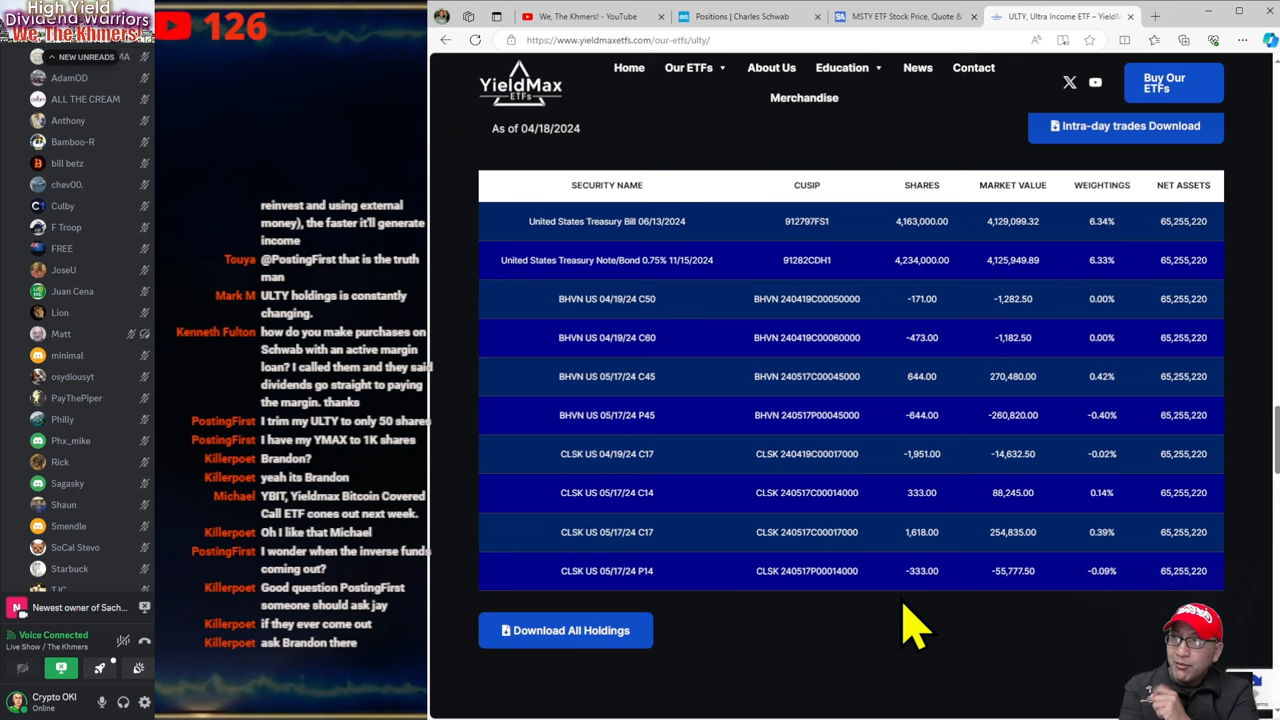 High Yield
Dividend Warriors
We, The Khmers!
NEW UNREADS
AdamOD
ALL THE CREAM
Anthony
Bamboo-R
bill betz
chev00.
Culby
F Troop
FREE
JoseU
Juan Cena
Lion
Matt
minimal
osydiousyt
PayThePiper
Philly
Phx_mike
Rick
Sagasky
Shaun
Smendle
SoCal Stevo
Starbuck
TJC
Newest owner of Sach...
Voice Connected
Live Show / The Khmers
Crypto OKI
Online
126
reinvest and using external
money), the faster it'll generate
income
Touya @PostingFirst that is the truth
man
Mark M ULTY holdings is constantly
changing.
Kenneth Fulton how do you make purchases on
Schwab with an active margin
loan? I called them and they said
dividends go straight to paying
the margin. thanks
PostingFirst I trim my ULTY to only 50 shares
PostingFirst I have my YMAX to 1K shares
Killerpoet Brandon?
Killerpoet yeah its Brandon
Michael YBIT, Yieldmax Bitcoin Covered
Call ETF cones out next week.
Killerpoet Oh I like that Michael
PostingFirst I wonder when the inverse funds
coming out?
Killerpoet Good question PostingFirst
someone should ask jay
Killerpoet if they ever come out
Killerpoet ask Brandon there
We, The Khmers! - YouTube
Positions | Charles Schwab
MSTY ETF Stock Price, Quote &
ULTY, Ultra Income ETF – YieldM
https://www.yieldmaxetfs.com/our-etfs/ulty/
YieldMax
ETFs
Home Our ETFs About Us Education News Contact
Merchandise
Buy Our
ETFs
As of 04/18/2024
Intra-day trades Download
SECURITY NAME CUSIP SHARES MARKET VALUE WEIGHTINGS NET ASSETS
United States Treasury Bill 06/13/2024 912797FS1 4,163,000.00 4,129,099.32 6.34% 65,255,220
United States Treasury Note/Bond 0.75% 11/15/2024 91282CDH1 4,234,000.00 4,125,949.89 6.33% 65,255,220
BHVN US 04/19/24 C50 BHVN 240419C00050000 -171.00 -1,282.50 0.00% 65,255,220
BHVN US 04/19/24 C60 BHVN 240419C00060000 -473.00 -1,182.50 0.00% 65,255,220
BHVN US 05/17/24 C45 BHVN 240517C00045000 644.00 270,480.00 0.42% 65,255,220
BHVN US 05/17/24 P45 BHVN 240517P00045000 -644.00 -260,820.00 -0.40% 65,255,220
CLSK US 04/19/24 C17 CLSK 240419C00017000 -1,951.00 -14,632.50 -0.02% 65,255,220
CLSK US 05/17/24 C14 CLSK 240517C00014000 333.00 88,245.00 0.14% 65,255,220
CLSK US 05/17/24 C17 CLSK 240517C00017000 1,618.00 254,835.00 0.39% 65,255,220
CLSK US 05/17/24 P14 CLSK 240517P00014000 -333.00 -55,777.50 -0.09% 65,255,220
Download All Holdings